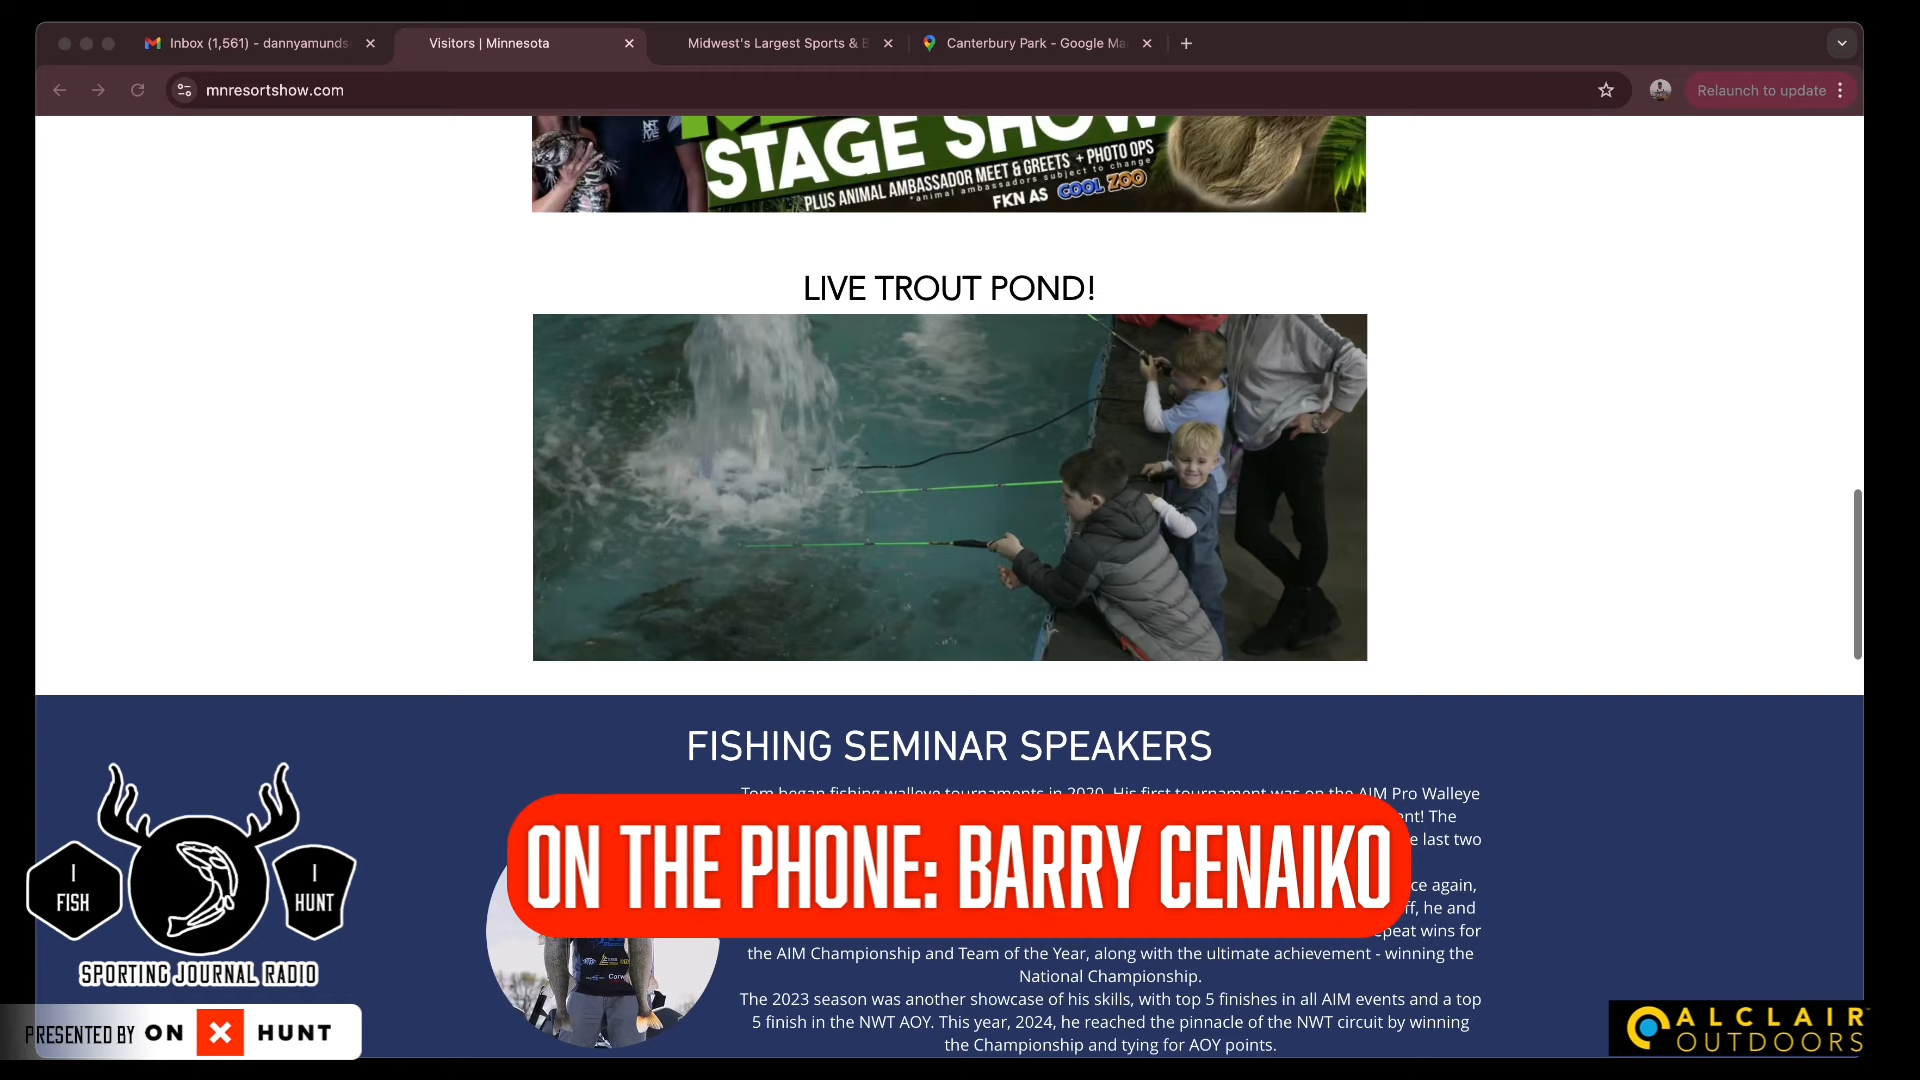 Inbox (1,561) - dannyamunds
Visitors | Minnesota
Midwest's Largest Sports & B
Canterbury Park - Google Ma
mnresortshow.com
Relaunch to update
STAGE SHOW
PLUS ANIMAL AMBASSADOR MEET & GREETS + PHOTO OPS
*animal ambassadors subject to change
FKN AS COOL ZOO
LIVE TROUT POND!
FISHING SEMINAR SPEAKERS
Tom began fishing walleye tournaments in 2020. His first tournament was on the AIM Pro Walleye
ent! The
e last two
ON THE PHONE: BARRY CENAIKO
ce again,
ff, he and
epeat wins for
the AIM Championship and Team of the Year, along with the ultimate achievement - winning the
National Championship.
The 2023 season was another showcase of his skills, with top 5 finishes in all AIM events and a top
5 finish in the NWT AOY. This year, 2024, he reached the pinnacle of the NWT circuit by winning
the Championship and tying for AOY points.
I FISH
I HUNT
SPORTING JOURNAL RADIO
PRESENTED BY ON X HUNT
ALCLAIR
OUTDOORS